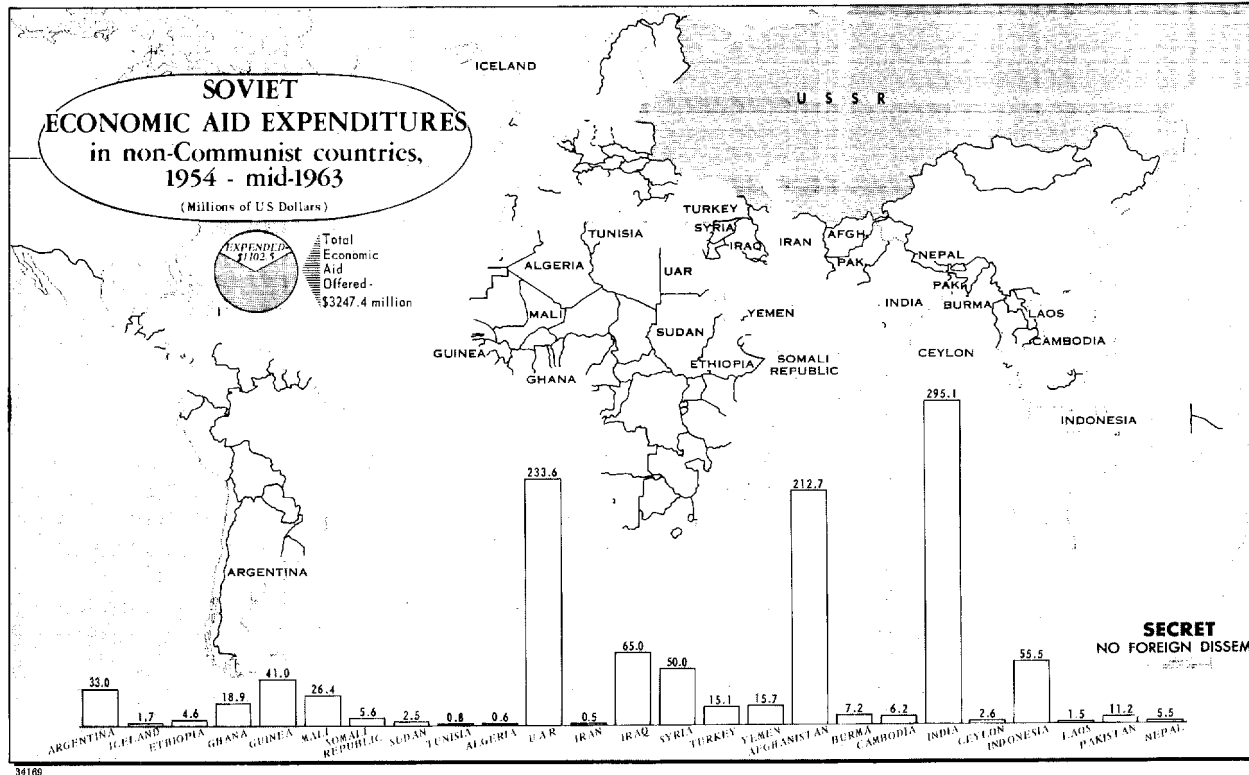 SOVIET
ECONOMIC AID EXPENDITURES
in non-Communist countries,
1954 - mid-1963
(Millions of US Dollars)
EXPENDED-
$1102.5
Total
Economic
Aid
Offered -
$3247.4 million
ICELAND
U S S R
TURKEY
SYRIA
IRAQ
IRAN
AFGH.
PAK.
NEPAL
PAK.
INDIA
BURMA
LAOS
CAMBODIA
CEYLON
INDONESIA
TUNISIA
ALGERIA
UAR
MALI
SUDAN
YEMEN
GUINEA
GHANA
ETHIOPIA
SOMALI
REPUBLIC
ARGENTINA
SECRET
NO FOREIGN DISSEM
33.0
1.7
4.6
18.9
41.0
26.4
5.6
2.5
0.8
0.6
233.6
0.5
65.0
50.0
15.1
15.7
212.7
7.2
6.2
295.1
2.6
55.5
1.5
11.2
5.5
ARGENTINA
ICELAND
ETHIOPIA
GHANA
GUINEA
MALI
SOMALI
REPUBLIC
SUDAN
TUNISIA
ALGERIA
UAR
IRAN
IRAQ
SYRIA
TURKEY
YEMEN
AFGHANISTAN
BURMA
CAMBODIA
INDIA
CEYLON
INDONESIA
LAOS
PAKISTAN
NEPAL
34169